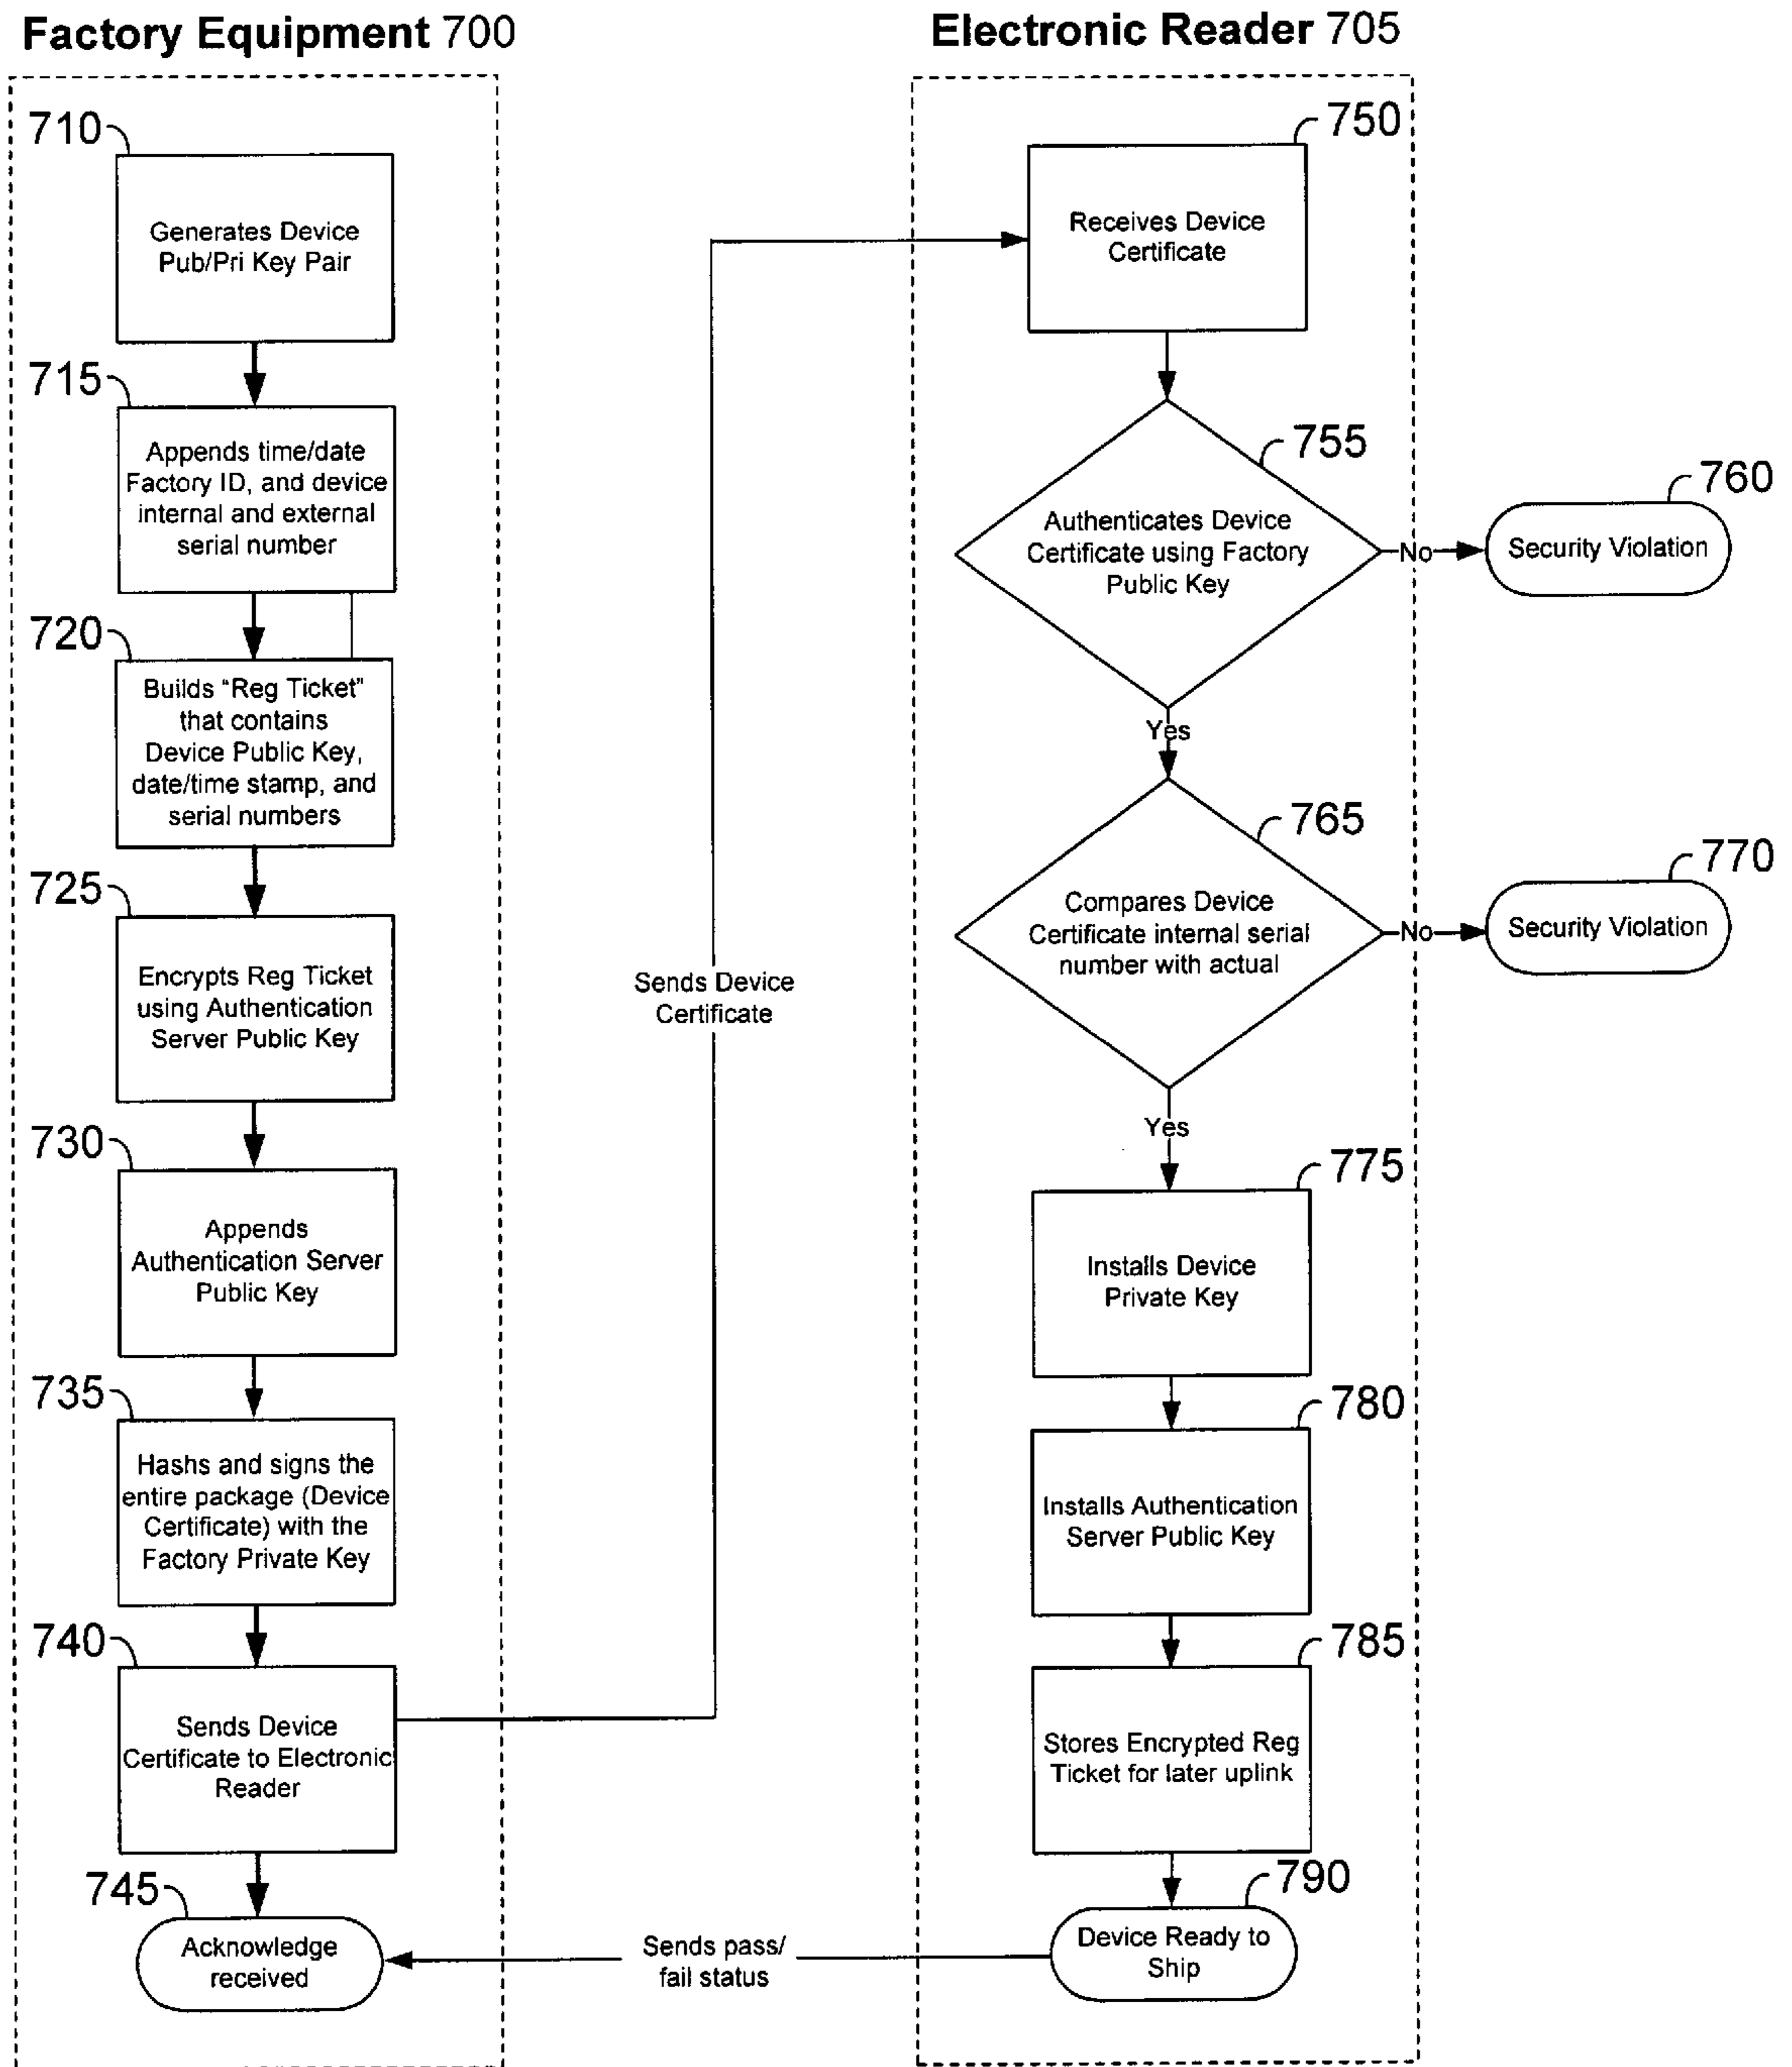 Factory Equipment 700
710
Generates Device
Pub/Pri Key Pair
715
Appends time/date
Factory ID, and device
internal and external
serial number
720
Builds "Reg Ticket"
that contains
Device Public Key,
date/time stamp, and
serial numbers
725
Encrypts Reg Ticket
using Authentication
Server Public Key
730
Appends
Authentication Server
Public Key
735
Hashs and signs the
entire package (Device
Certificate) with the
Factory Private Key
740
Sends Device
Certificate to Electronic
Reader
745
Acknowledge
received
Sends Device
Certificate
Sends pass/
fail status
Electronic Reader 705
750
Receives Device
Certificate
755
Authenticates Device
Certificate using Factory
Public Key
No
760
Security Violation
Yes
765
Compares Device
Certificate internal serial
number with actual
No
770
Security Violation
Yes
775
Installs Device
Private Key
780
Installs Authentication
Server Public Key
785
Stores Encrypted Reg
Ticket for later uplink
790
Device Ready to
Ship